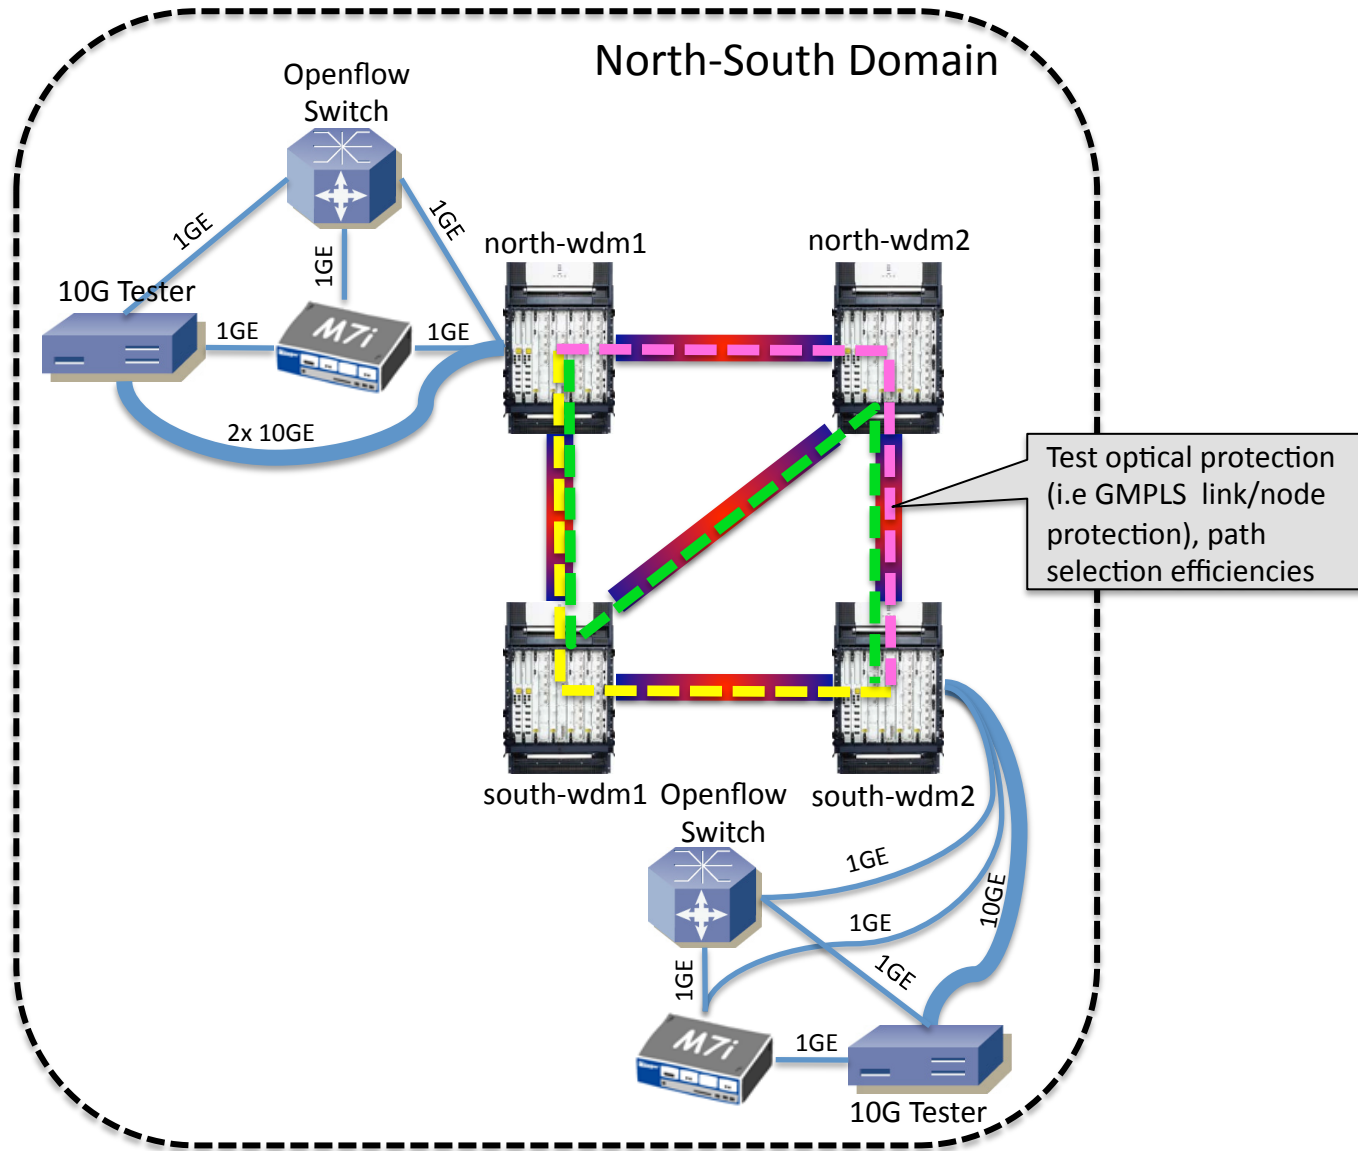 North-South Domain
Openflow
Switch
1GE
1GE
1GE
north-wdm1
north-wdm2
10G Tester
1GE
M7i
1GE
2x 10GE
Test optical protection
(i.e GMPLS link/node
protection), path
selection efficiencies
south-wdm1
Openflow
Switch
south-wdm2
1GE
10GE
1GE
1GE
1GE
M7i
1GE
10G Tester